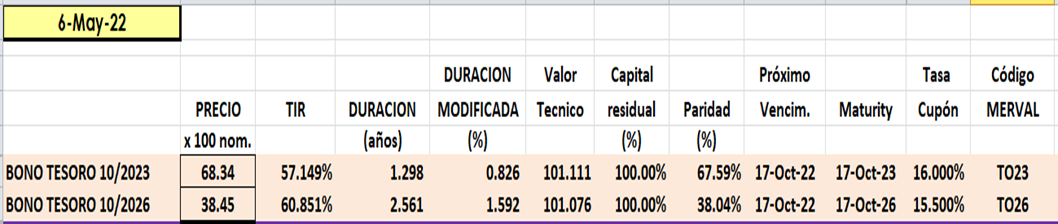 6-May-22
DURACION Valor Capital Próximo Tasa Código
PRECIO TIR DURACION MODIFICADA Tecnico residual Paridad Vencim. Maturity Cupón MERVAL
x 100 nom. (años) (%) (%) (%)
BONO TESORO 10/2023 68.34 57.149% 1.298 0.826 101.111 100.00% 67.59% 17-Oct-22 17-Oct-23 16.000% TO23
BONO TESORO 10/2026 38.45 60.851% 2.561 1.592 101.076 100.00% 38.04% 17-Oct-22 17-Oct-26 15.500% TO26